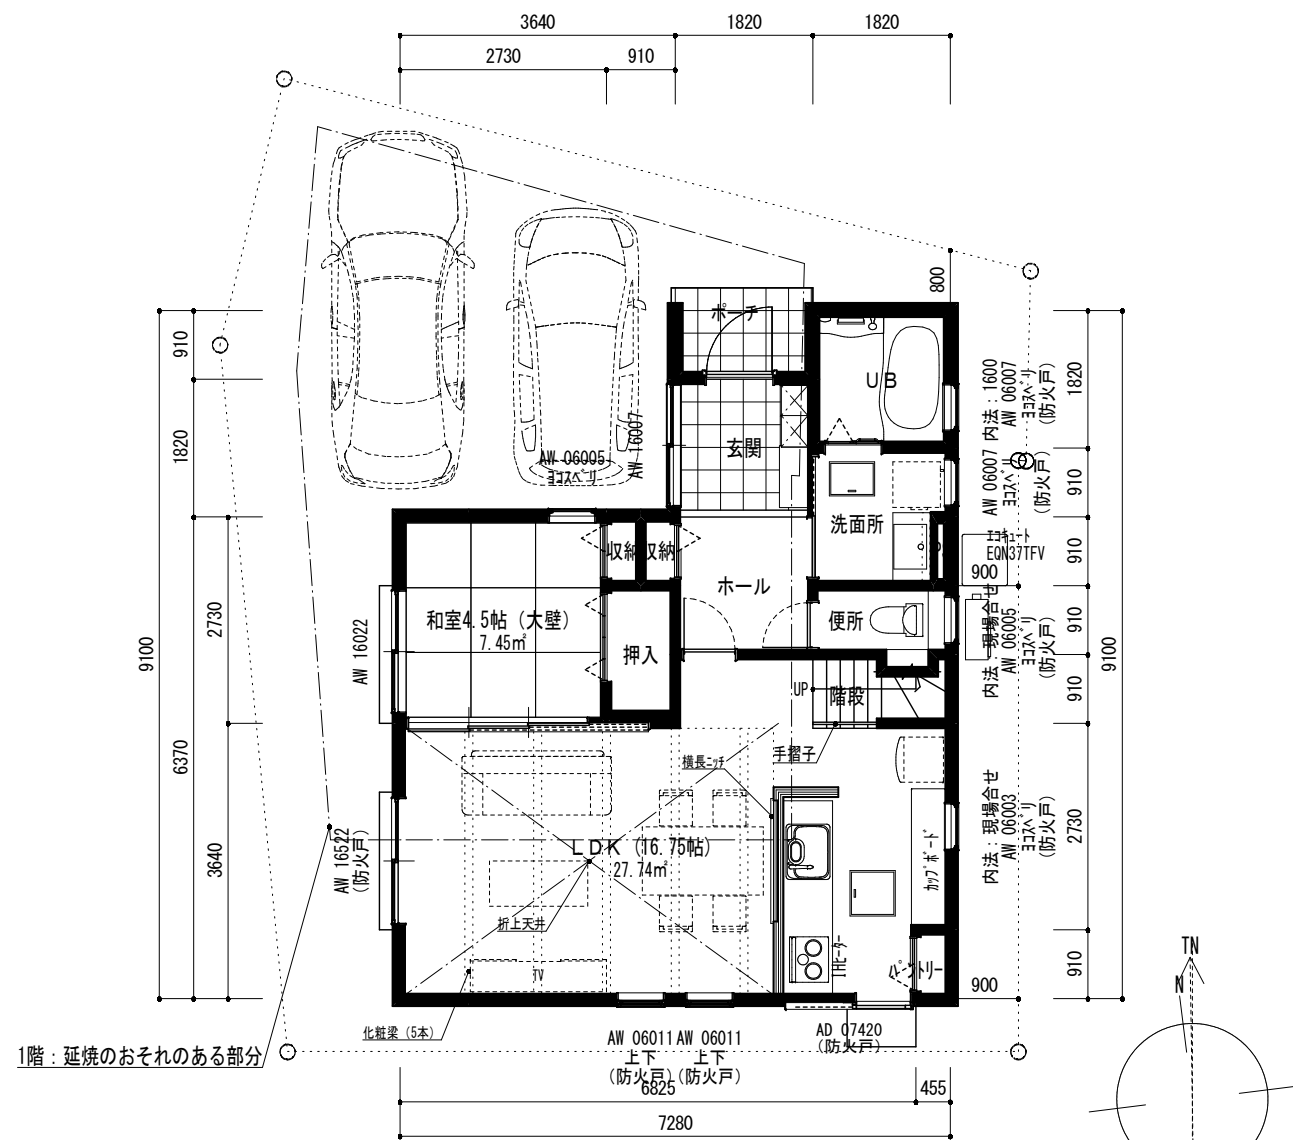 3640
1820
1820
2730
910
800
ポーチ
UB
910
1820
2730
9100
6370
3640
AW 16007
AW 06005
ヨコスベリ
玄関
洗面所
収納
収納
ホール
和室4.5帖（大壁）
7.45㎡
押入
便所
UP
階段
手摺子
横長ニッチ
AW 16022
AW 16522
（防火戸）
LDK（16.75帖）
27.74㎡
折上天井
TV
IHヒーター
カップボード
パントリー
化粧梁（5本）
1階：延焼のおそれのある部分
AW 06011
上下
（防火戸）
AW 06011
上下
（防火戸）
AD 07420
（防火戸）
内法：1600
AW 06007
ヨコスベリ
（防火戸）
AW 06007
ヨコスベリ
（防火戸）
エコキュート
EQN37TFV
900
内法：現場合せ
AW 06005
ヨコスベリ
（防火戸）
内法：現場合せ
AW 06003
ヨコスベリ
（防火戸）
900
1820
910
910
910
910
2730
910
9100
6825
455
7280
TN
N